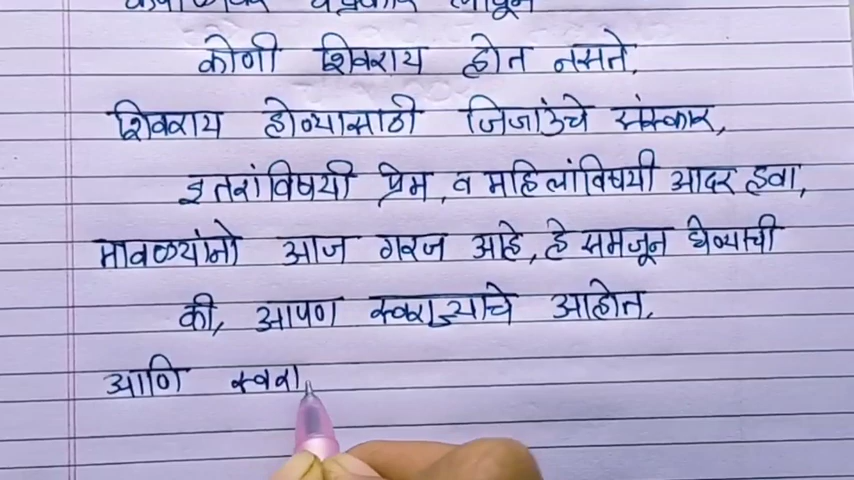 लावून
कोणी शिवराय होत नसते.
शिवराय होण्यासाठी जिजाउंचे संस्कार,
इतरांविषयी प्रेम, व महिलांविषयी आदर हवा,
मावळ्यांनो आज गरज आहे, हे समजून घेण्याची
की, आपण स्वराज्याचे आहोत.
आणि स्वरा